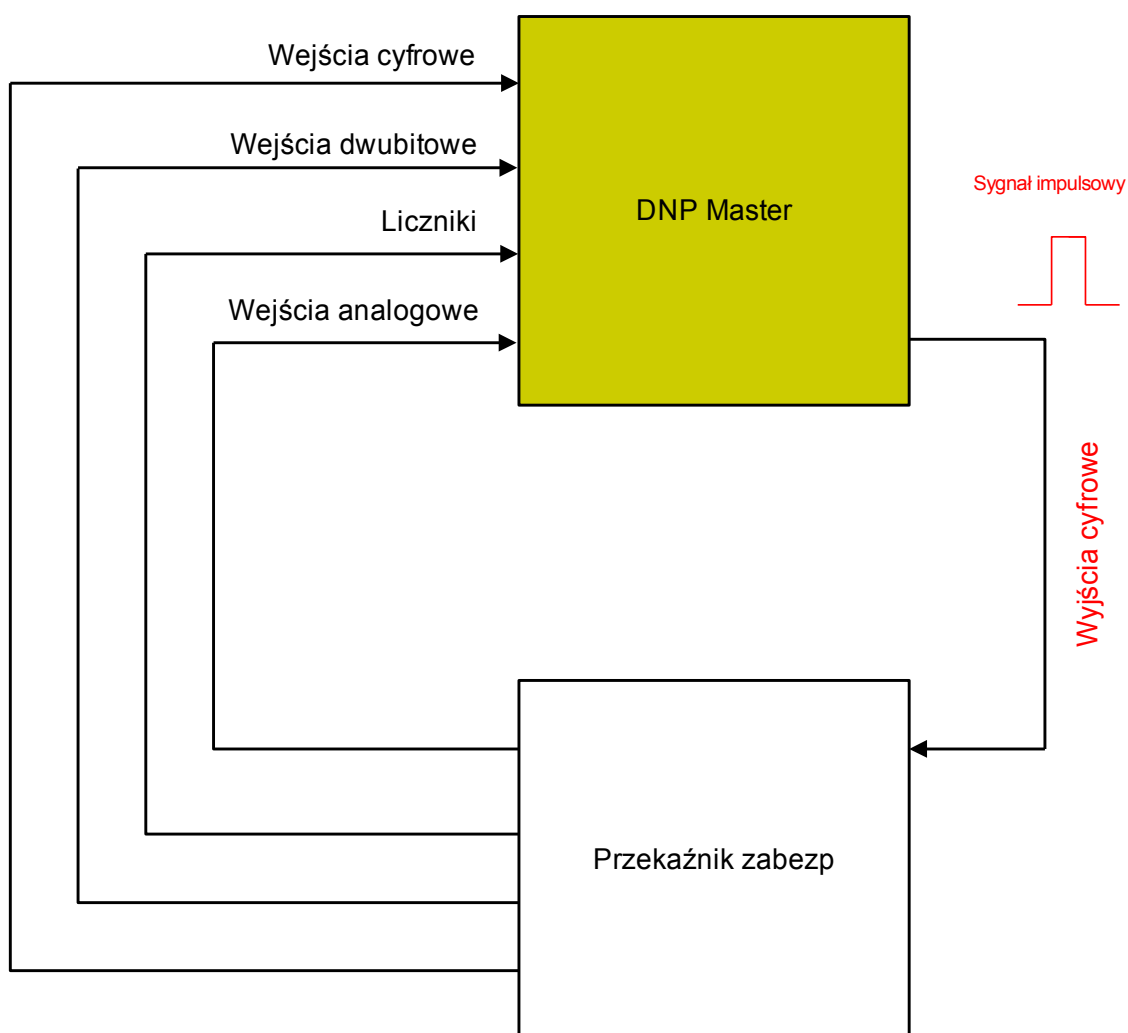 Wejścia cyfrowe
Wejścia dwubitowe
Liczniki
Wejścia analogowe
DNP Master
Sygnał impulsowy
Wyjścia cyfrowe
Przekaźnik zabezp